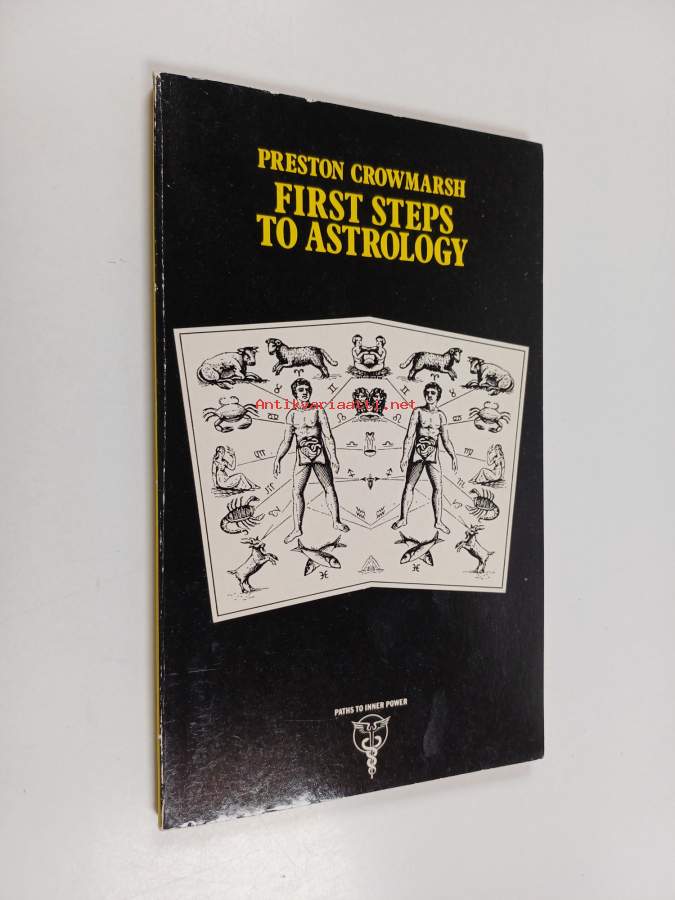 PRESTON CROWMARSH
FIRST STEPS
TO ASTROLOGY
Antikvariaatti.net
PATHS TO INNER POWER